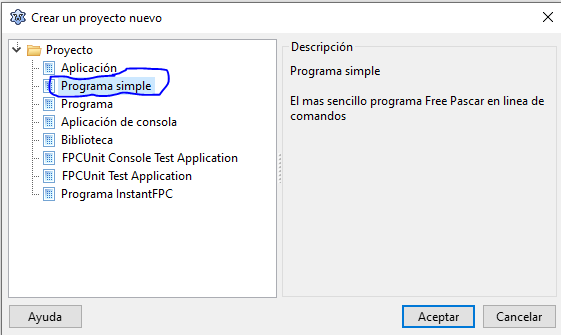 Crear un proyecto nuevo
Proyecto
Aplicación
Programa simple
Programa
Aplicación de consola
Biblioteca
FPCUnit Console Test Application
FPCUnit Test Application
Programa InstantFPC
Descripción
Programa simple
El mas sencillo programa Free Pascar en linea de
comandos
Ayuda
Aceptar
Cancelar